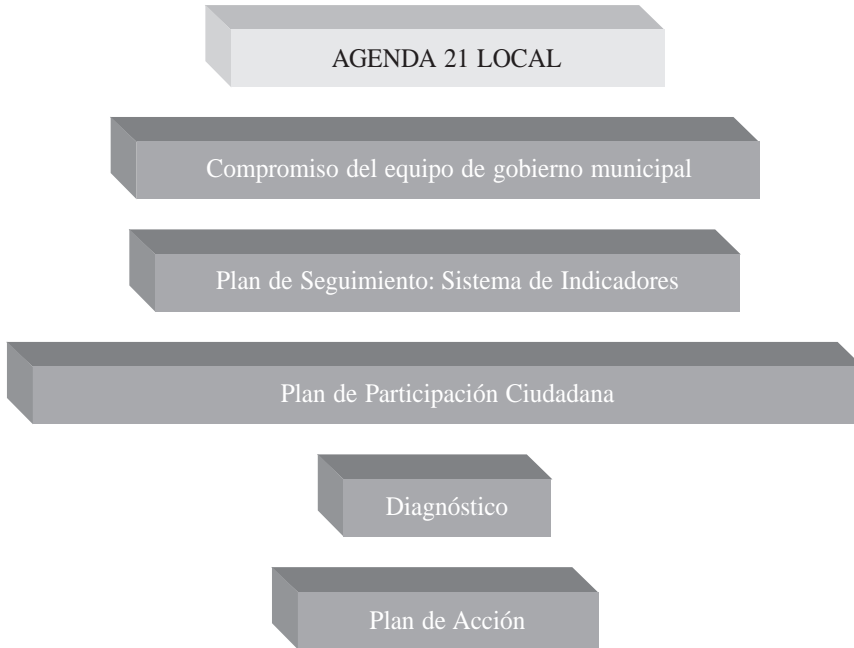 AGENDA 21 LOCAL
Compromiso del equipo de gobierno municipal
Plan de Seguimiento: Sistema de Indicadores
Plan de Participación Ciudadana
Diagnóstico
Plan de Acción